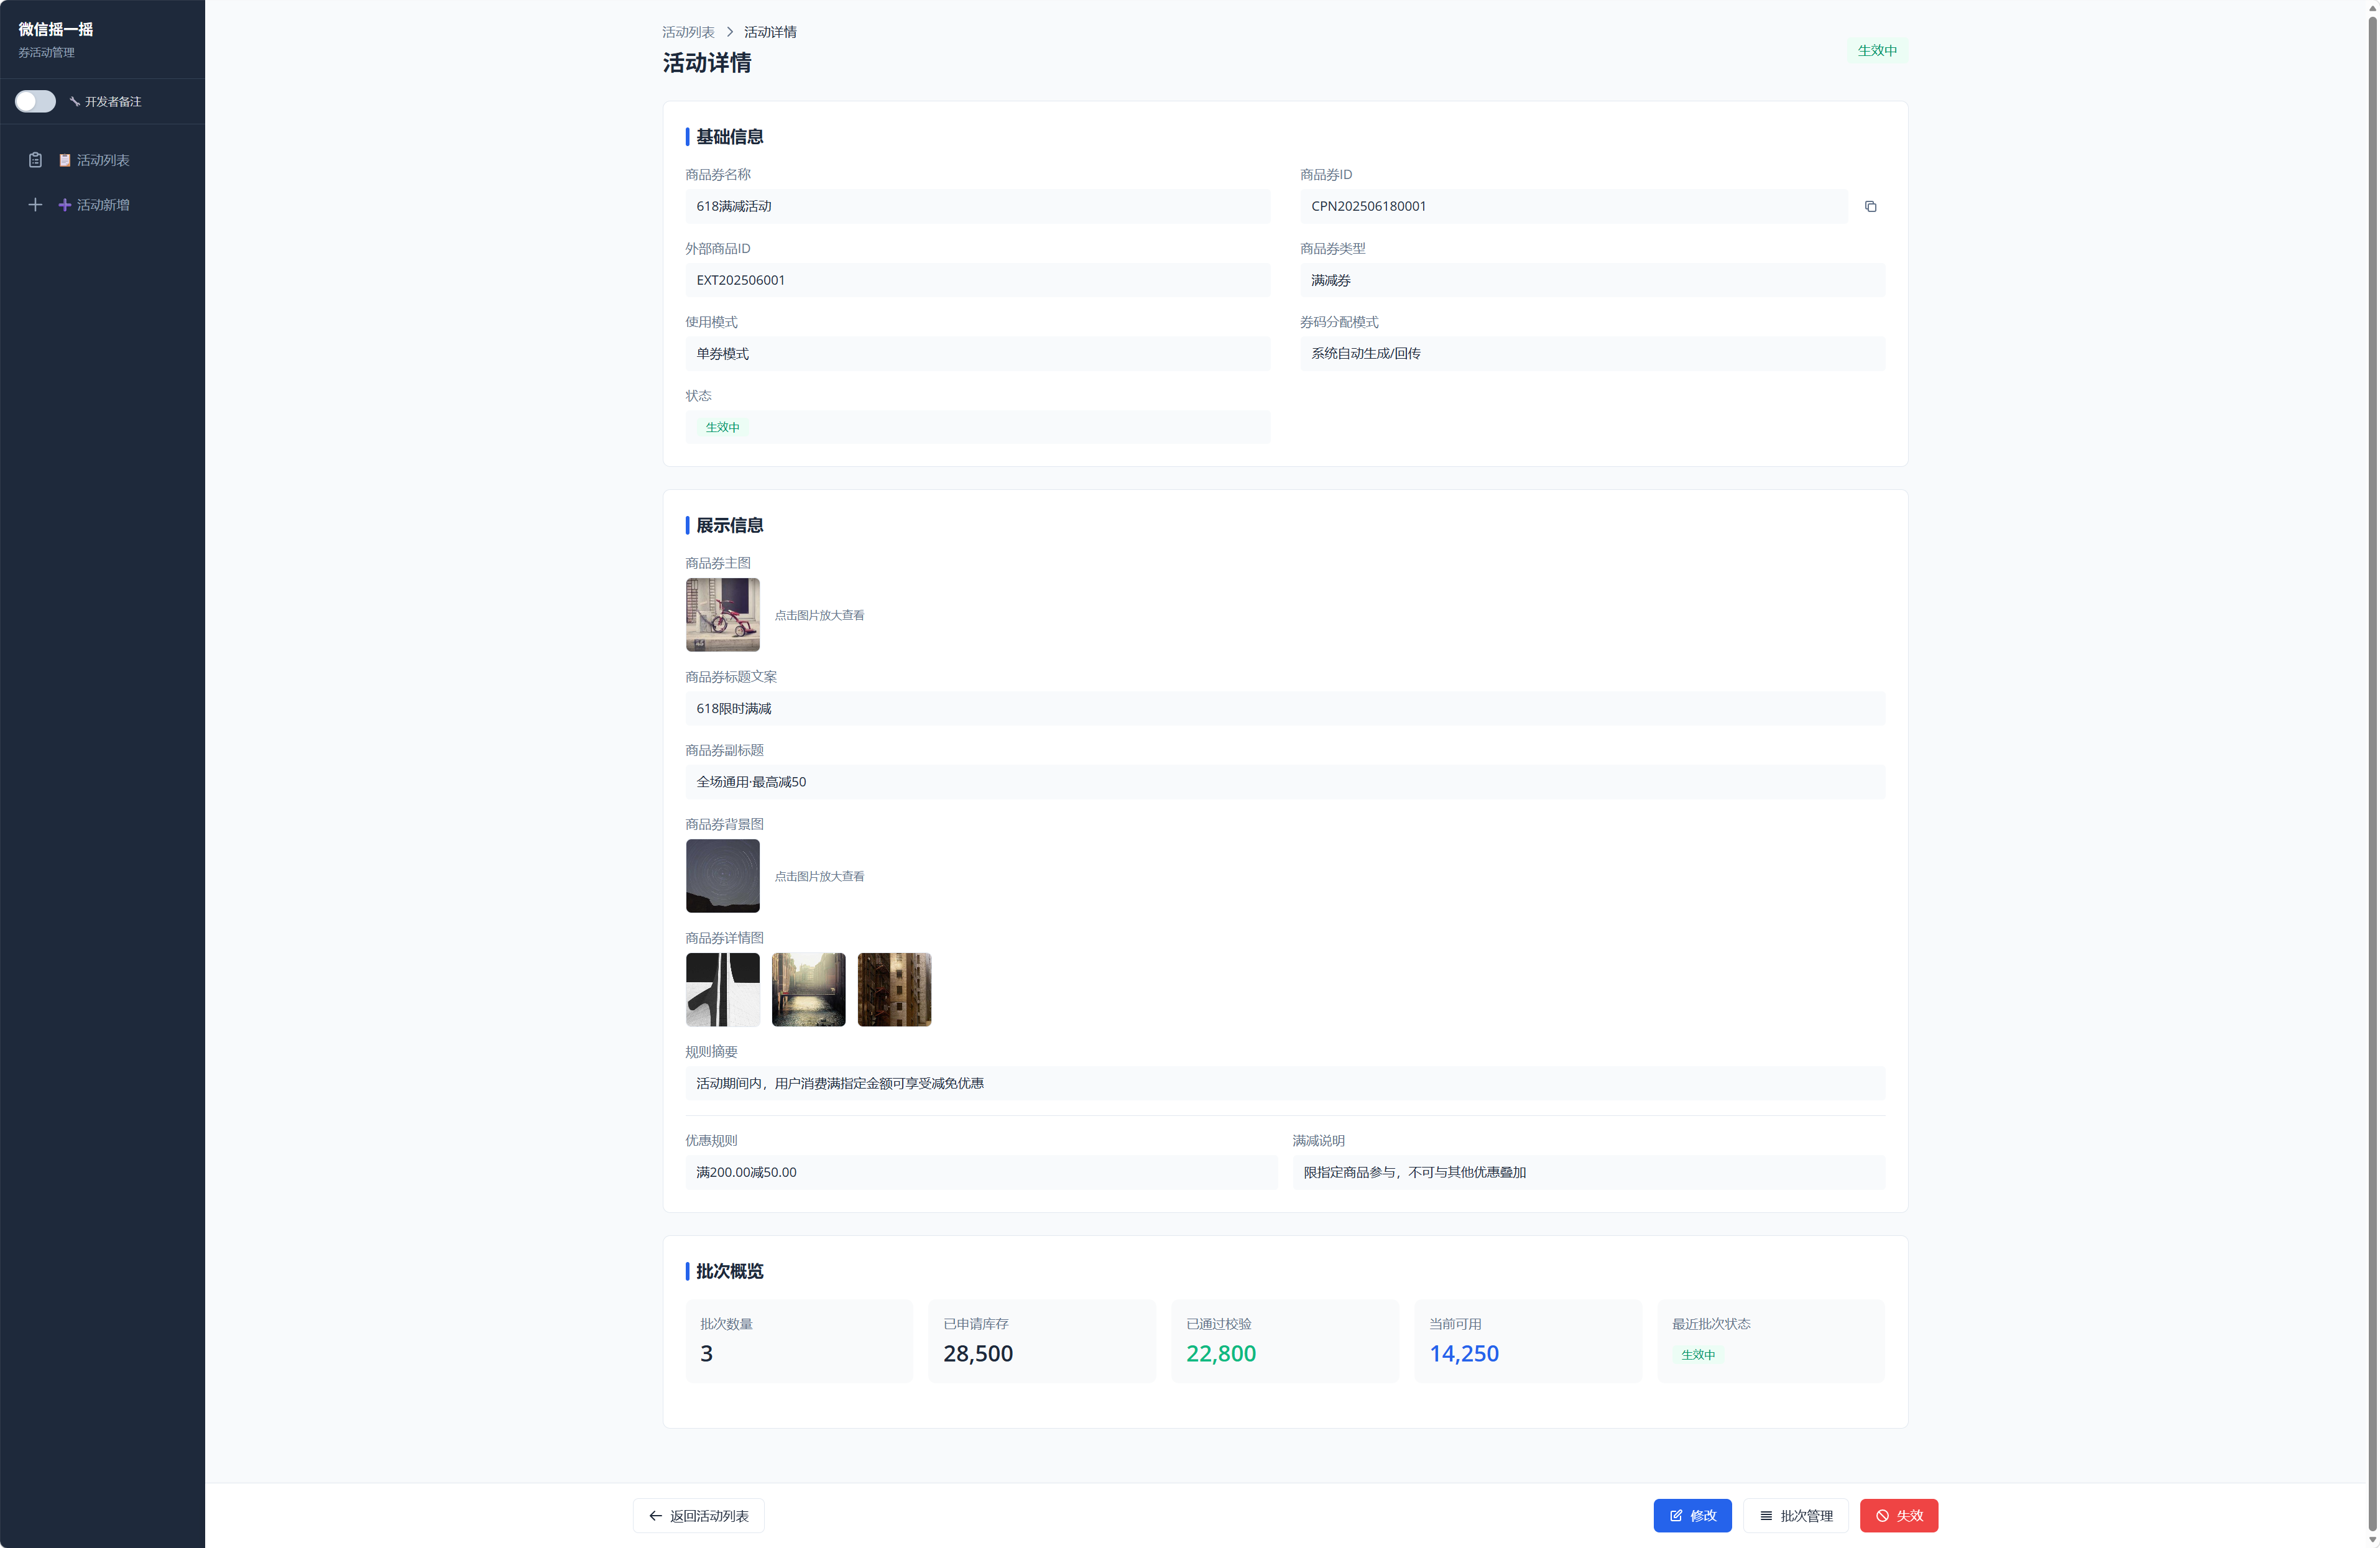 微信摇一摇
券活动管理
开发者备注
活动列表
活动新增
活动列表 > 活动详情
活动详情
生效中
基础信息
商品券名称
618满减活动
商品券ID
CPN202506180001
外部商品ID
EXT202506001
商品券类型
满减券
使用模式
单券模式
券码分配模式
系统自动生成/回传
状态
生效中
展示信息
商品券主图
点击图片放大查看
商品券标题文案
618限时满减
商品券副标题
全场通用·最高减50
商品券背景图
点击图片放大查看
商品券详情图
规则摘要
活动期间内，用户消费满指定金额可享受减免优惠
优惠规则
满200.00减50.00
满减说明
限指定商品参与，不可与其他优惠叠加
批次概览
批次数量
3
已申请库存
28,500
已通过校验
22,800
当前可用
14,250
最近批次状态
生效中
返回活动列表
修改
批次管理
失效